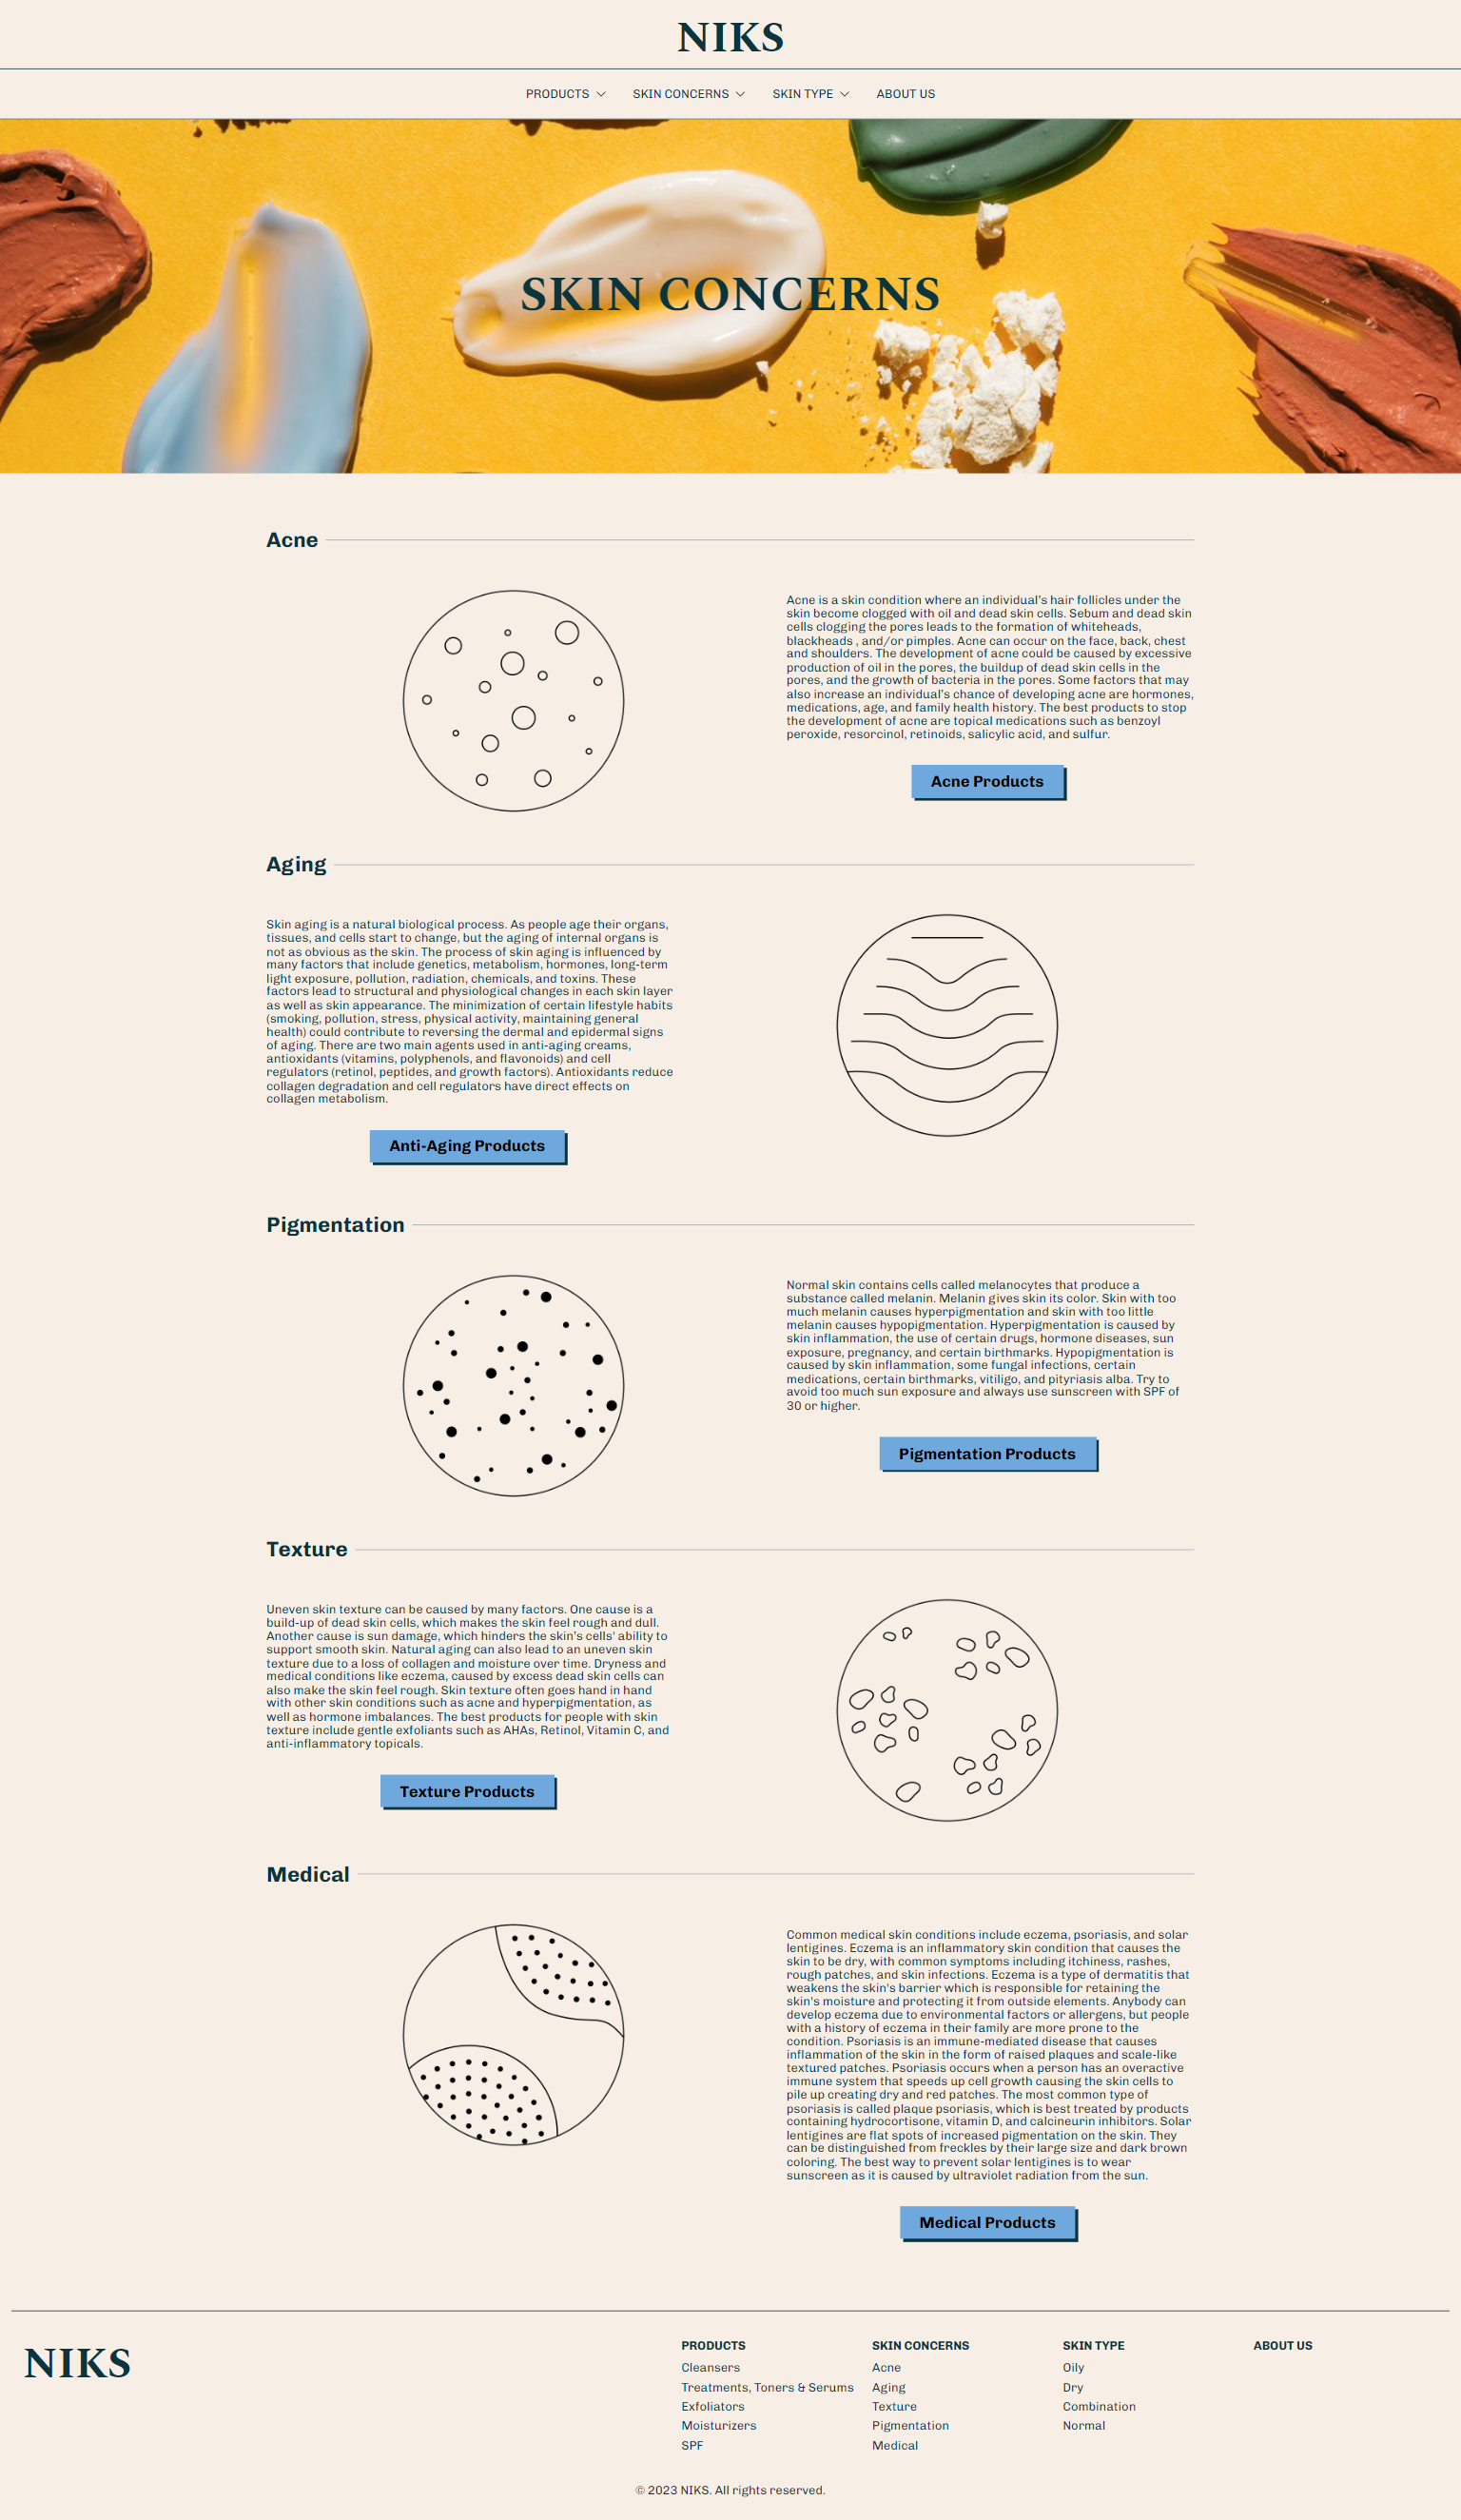 NIKS
PRODUCTS SKIN CONCERNS SKIN TYPE ABOUT US
SKIN CONCERNS
Acne
Acne is a skin condition where an individual's hair follicles under the
skin become clogged with oil and dead skin cells. Sebum and dead skin
cells clogging the pores leads to the formation of whiteheads,
blackheads , and/or pimples. Acne can occur on the face, back, chest
and shoulders. The development of acne could be caused by excessive
production of oil in the pores, the buildup of dead skin cells in the
pores, and the growth of bacteria in the pores. Some factors that may
also increase an individual's chance of developing acne are hormones,
medications, age, and family health history. The best products to stop
the development of acne are topical medications such as benzoyl
peroxide, resorcinol, retinoids, salicylic acid, and sulfur.
Acne Products
Aging
Skin aging is a natural biological process. As people age their organs,
tissues, and cells start to change, but the aging of internal organs is
not as obvious as the skin. The process of skin aging is influenced by
many factors that include genetics, metabolism, hormones, long-term
light exposure, pollution, radiation, chemicals, and toxins. These
factors lead to structural and physiological changes in each skin layer
as well as skin appearance. The minimization of certain lifestyle habits
(smoking, pollution, stress, physical activity, maintaining general
health) could contribute to reversing the dermal and epidermal signs
of aging. There are two main agents used in anti-aging creams,
antioxidants (vitamins, polyphenols, and flavonoids) and cell
regulators (retinol, peptides, and growth factors). Antioxidants reduce
collagen degradation and cell regulators have direct effects on
collagen metabolism.
Anti-Aging Products
Pigmentation
Normal skin contains cells called melanocytes that produce a
substance called melanin. Melanin gives skin its color. Skin with too
much melanin causes hyperpigmentation and skin with too little
melanin causes hypopigmentation. Hyperpigmentation is caused by
skin inflammation, the use of certain drugs, hormone diseases, sun
exposure, pregnancy, and certain birthmarks. Hypopigmentation is
caused by skin inflammation, some fungal infections, certain
medications, certain birthmarks, vitiligo, and pityriasis alba. Try to
avoid too much sun exposure and always use sunscreen with SPF of
30 or higher.
Pigmentation Products
Texture
Uneven skin texture can be caused by many factors. One cause is a
build-up of dead skin cells, which makes the skin feel rough and dull.
Another cause is sun damage, which hinders the skin's cells' ability to
support smooth skin. Natural aging can also lead to an uneven skin
texture due to a loss of collagen and moisture over time. Dryness and
medical conditions like eczema, caused by excess dead skin cells can
also make the skin feel rough. Skin texture often goes hand in hand
with other skin conditions such as acne and hyperpigmentation, as
well as hormone imbalances. The best products for people with skin
texture include gentle exfoliants such as AHAs, Retinol, Vitamin C, and
anti-inflammatory topicals.
Texture Products
Medical
Common medical skin conditions include eczema, psoriasis, and solar
lentigines. Eczema is an inflammatory skin condition that causes the
skin to be dry, with common symptoms including itchiness, rashes,
rough patches, and skin infections. Eczema is a type of dermatitis that
weakens the skin's barrier which is responsible for retaining the
skin's moisture and protecting it from outside elements. Anybody can
develop eczema due to environmental factors or allergens, but people
with a history of eczema in their family are more prone to the
condition. Psoriasis is an immune-mediated disease that causes
inflammation of the skin in the form of raised plaques and scale-like
textured patches. Psoriasis occurs when a person has an overactive
immune system that speeds up cell growth causing the skin cells to
pile up creating dry and red patches. The most common type of
psoriasis is called plaque psoriasis, which is best treated by products
containing hydrocortisone, vitamin D, and calcineurin inhibitors. Solar
lentigines are flat spots of increased pigmentation on the skin. They
can be distinguished from freckles by their large size and dark brown
coloring. The best way to prevent solar lentigines is to wear
sunscreen as it is caused by ultraviolet radiation from the sun.
Medical Products
NIKS
PRODUCTS
Cleansers
Treatments, Toners & Serums
Exfoliators
Moisturizers
SPF
SKIN CONCERNS
Acne
Aging
Texture
Pigmentation
Medical
SKIN TYPE
Oily
Dry
Combination
Normal
ABOUT US
© 2023 NIKS. All rights reserved.